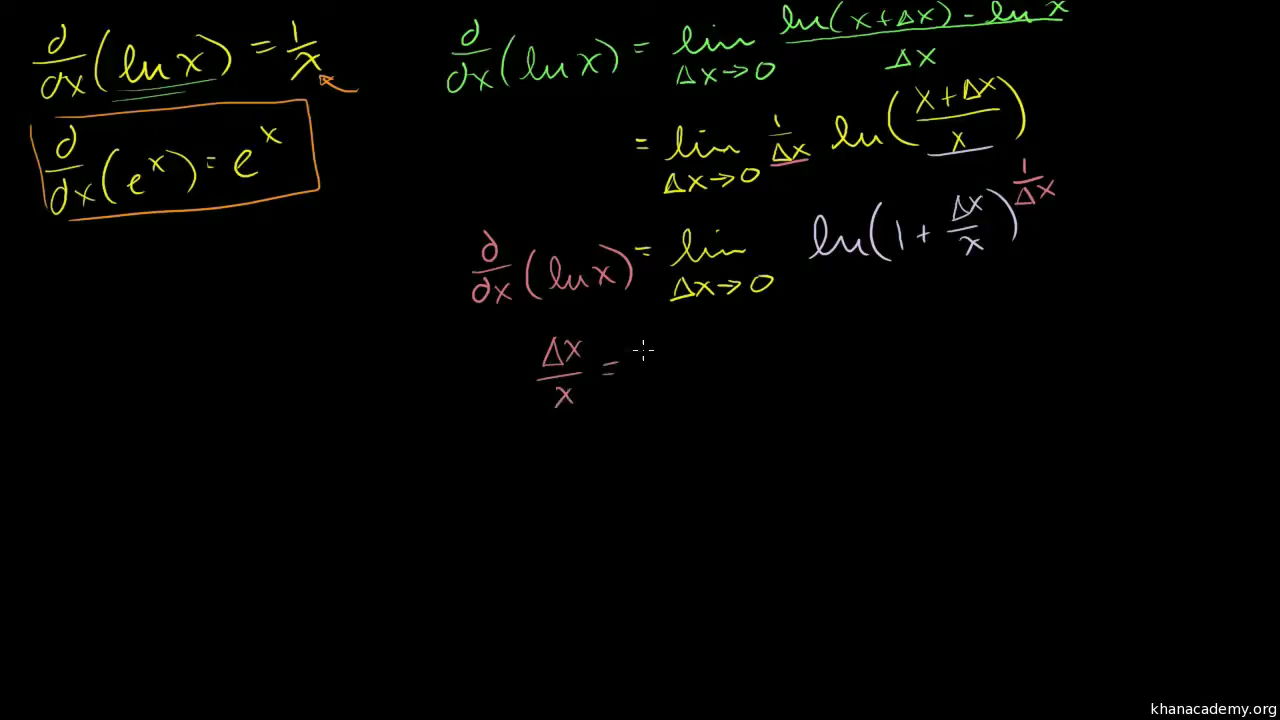 d/dx (ln x) = 1/x
d/dx (e^x) = e^x
d/dx (ln x) = lim Δx→0 (ln(x+Δx) - ln x)/Δx
= lim Δx→0 1/Δx ln((x+Δx)/x)
d/dx (ln x) = lim Δx→0 ln(1 + Δx/x)^(1/Δx)
Δx/x =
khanacademy.org